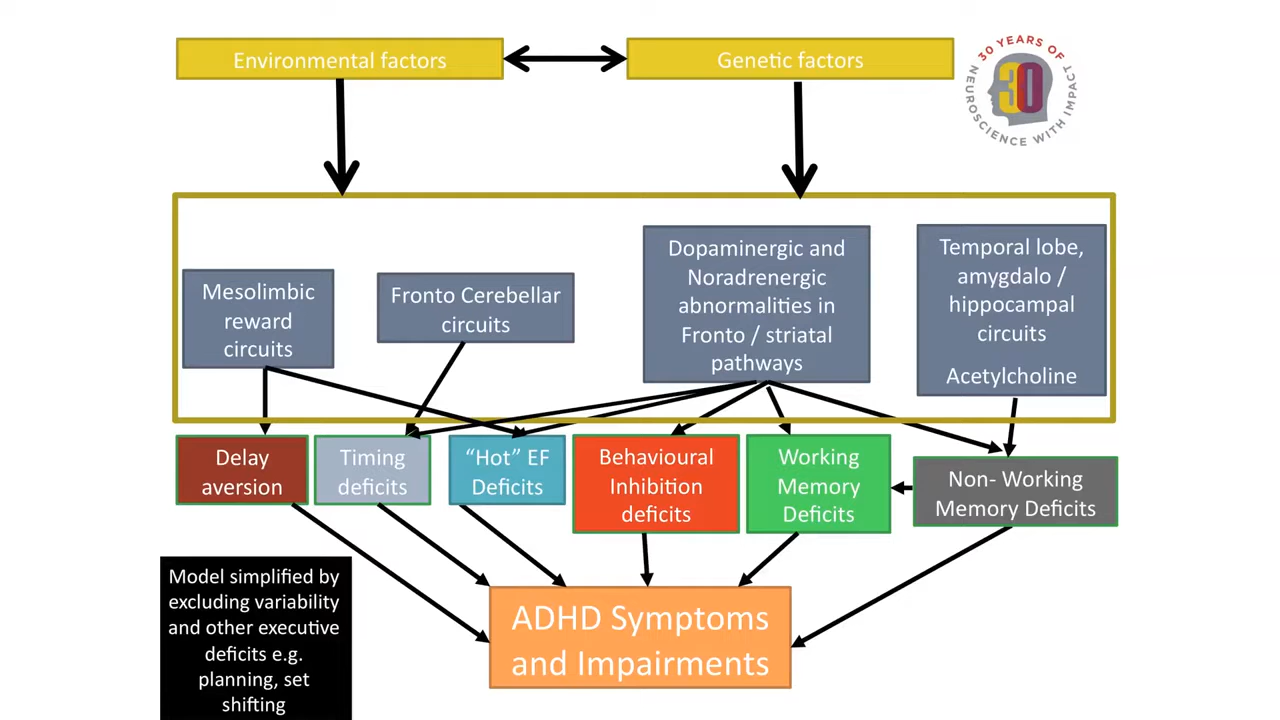 Environmental factors
Genetic factors
30 YEARS OF
NEUROSCIENCE WITH IMPACT
30
Mesolimbic
reward
circuits
Fronto Cerebellar
circuits
Dopaminergic and
Noradrenergic
abnormalities in
Fronto / striatal
pathways
Temporal lobe,
amygdalo /
hippocampal
circuits
Acetylcholine
Delay
aversion
Timing
deficits
“Hot” EF
Deficits
Behavioural
Inhibition
deficits
Working
Memory
Deficits
Non- Working
Memory Deficits
Model simplified by
excluding variability
and other executive
deficits e.g.
planning, set
shifting
ADHD Symptoms
and Impairments